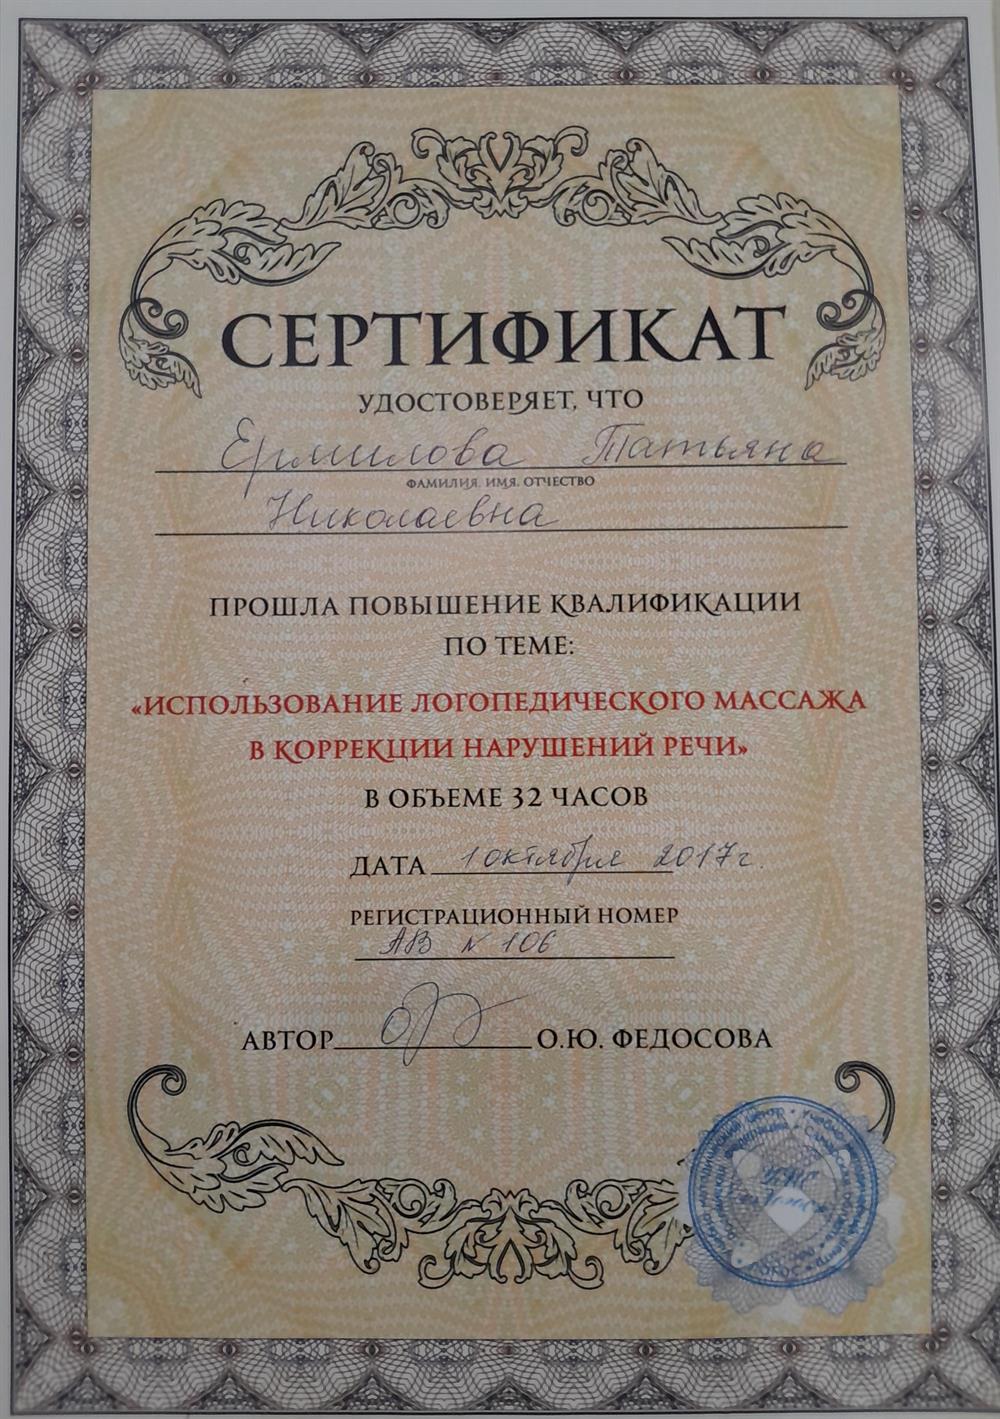 СЕРТИФИКАТ
УДОСТОВЕРЯЕТ, ЧТО
Ермилова Татьяна
ФАМИЛИЯ, ИМЯ, ОТЧЕСТВО
Николаевна
ПРОШЛА ПОВЫШЕНИЕ КВАЛИФИКАЦИИ
ПО ТЕМЕ:
«ИСПОЛЬЗОВАНИЕ ЛОГОПЕДИЧЕСКОГО МАССАЖА
В КОРРЕКЦИИ НАРУШЕНИЙ РЕЧИ»
В ОБЪЕМЕ 32 ЧАСОВ
ДАТА 1 октября 2017г.
РЕГИСТРАЦИОННЫЙ НОМЕР
АВ № 106
АВТОР О.Ю. ФЕДОСОВА